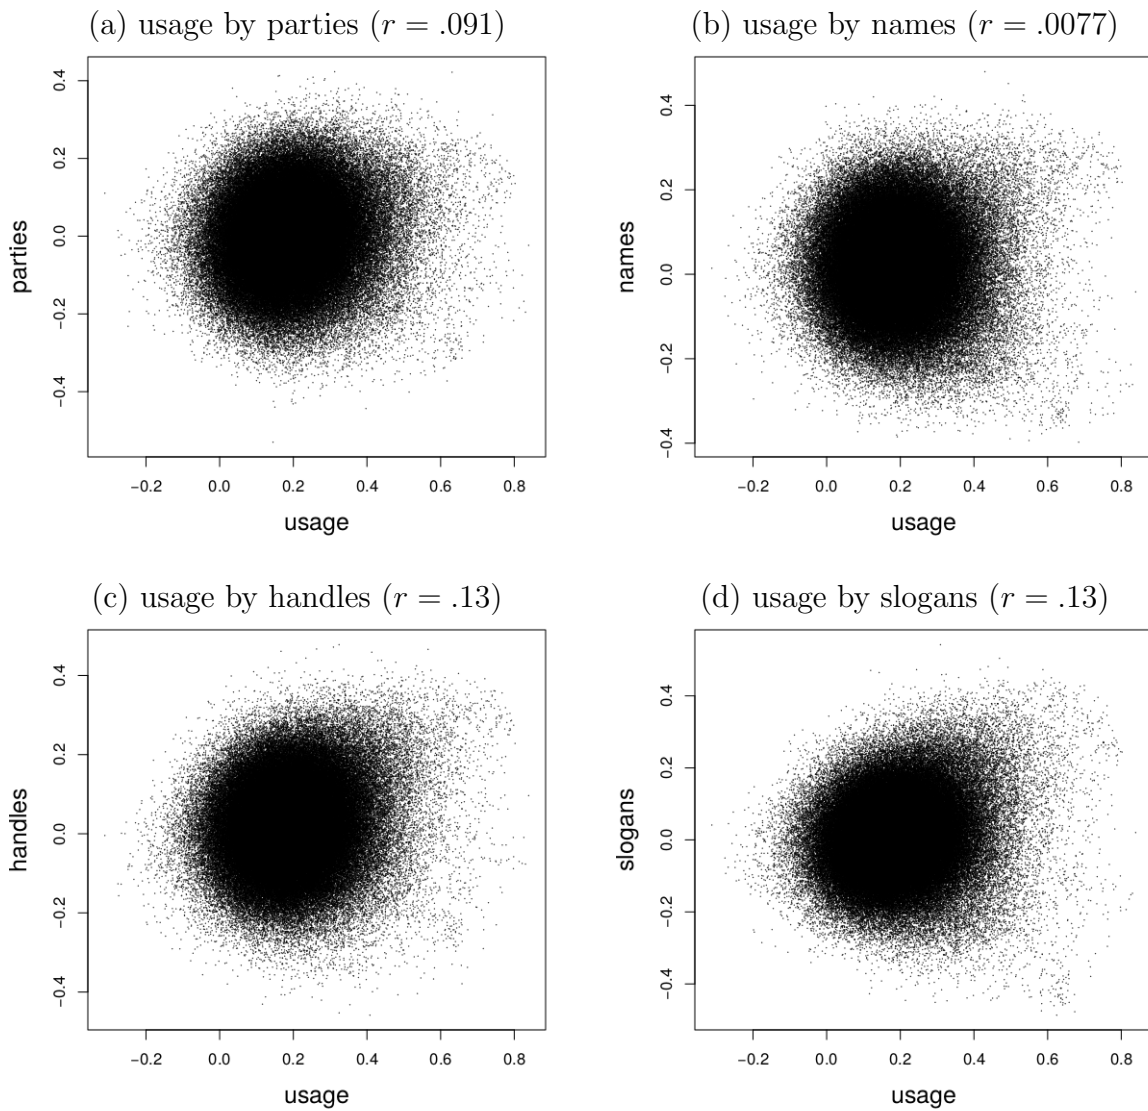 (a) usage by parties (r = .091)
parties
0.4
0.2
0.0
−0.2
−0.4
−0.2 0.0 0.2 0.4 0.6 0.8
usage
(b) usage by names (r = .0077)
names
0.4
0.2
0.0
−0.2
−0.4
−0.2 0.0 0.2 0.4 0.6 0.8
usage
(c) usage by handles (r = .13)
handles
0.4
0.2
0.0
−0.2
−0.4
−0.2 0.0 0.2 0.4 0.6 0.8
usage
(d) usage by slogans (r = .13)
slogans
0.4
0.2
0.0
−0.2
−0.4
−0.2 0.0 0.2 0.4 0.6 0.8
usage